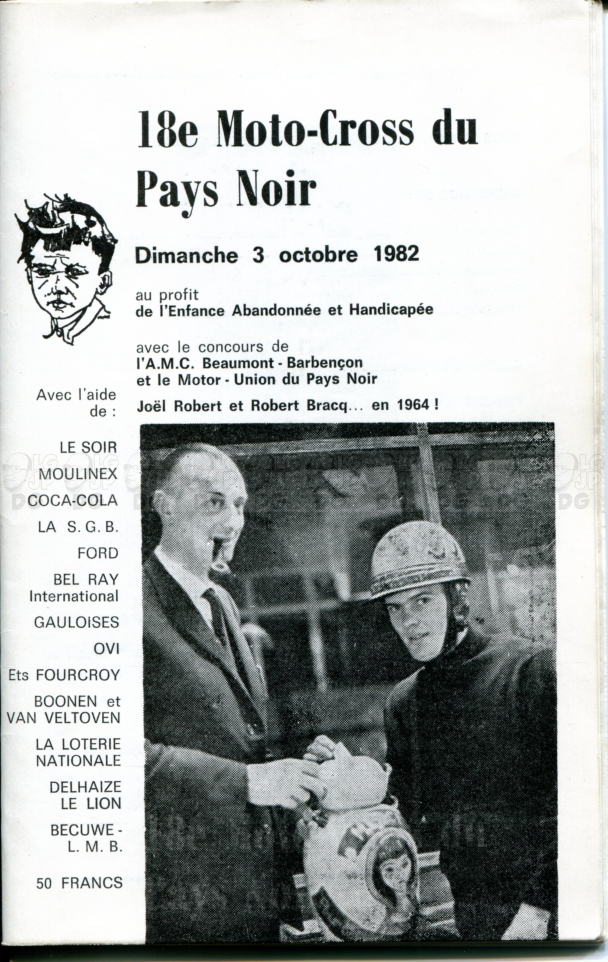 18e Moto-Cross du
Pays Noir
Dimanche 3 octobre 1982
au profit
de l'Enfance Abandonnée et Handicapée
avec le concours de
l'A.M.C. Beaumont - Barbençon
et le Motor - Union du Pays Noir
Joël Robert et Robert Bracq... en 1964 !
Avec l'aide
de :
LE SOIR
MOULINEX
COCA-COLA
LA S. G. B.
FORD
BEL RAY
International
GAULOISES
OVI
Ets FOURCROY
BOONEN et
VAN VELTOVEN
LA LOTERIE
NATIONALE
DELHAIZE
LE LION
BECUWE -
L. M. B.
50 FRANCS